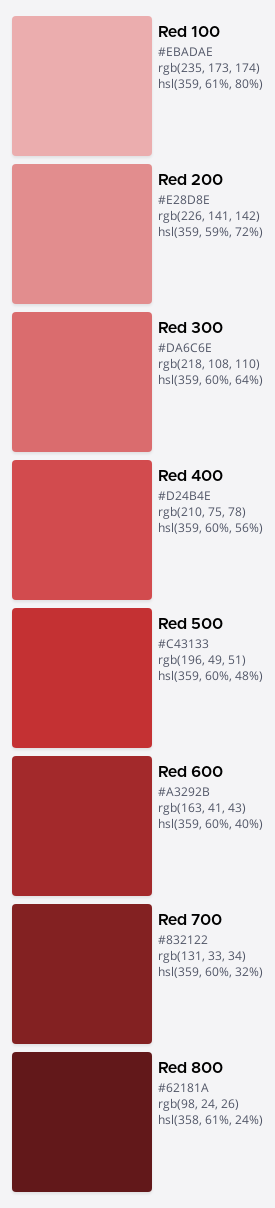 Red 100
#EBADAE
rgb(235, 173, 174)
hsl(359, 61%, 80%)
Red 200
#E28D8E
rgb(226, 141, 142)
hsl(359, 59%, 72%)
Red 300
#DA6C6E
rgb(218, 108, 110)
hsl(359, 60%, 64%)
Red 400
#D24B4E
rgb(210, 75, 78)
hsl(359, 60%, 56%)
Red 500
#C43133
rgb(196, 49, 51)
hsl(359, 60%, 48%)
Red 600
#A3292B
rgb(163, 41, 43)
hsl(359, 60%, 40%)
Red 700
#832122
rgb(131, 33, 34)
hsl(359, 60%, 32%)
Red 800
#62181A
rgb(98, 24, 26)
hsl(358, 61%, 24%)